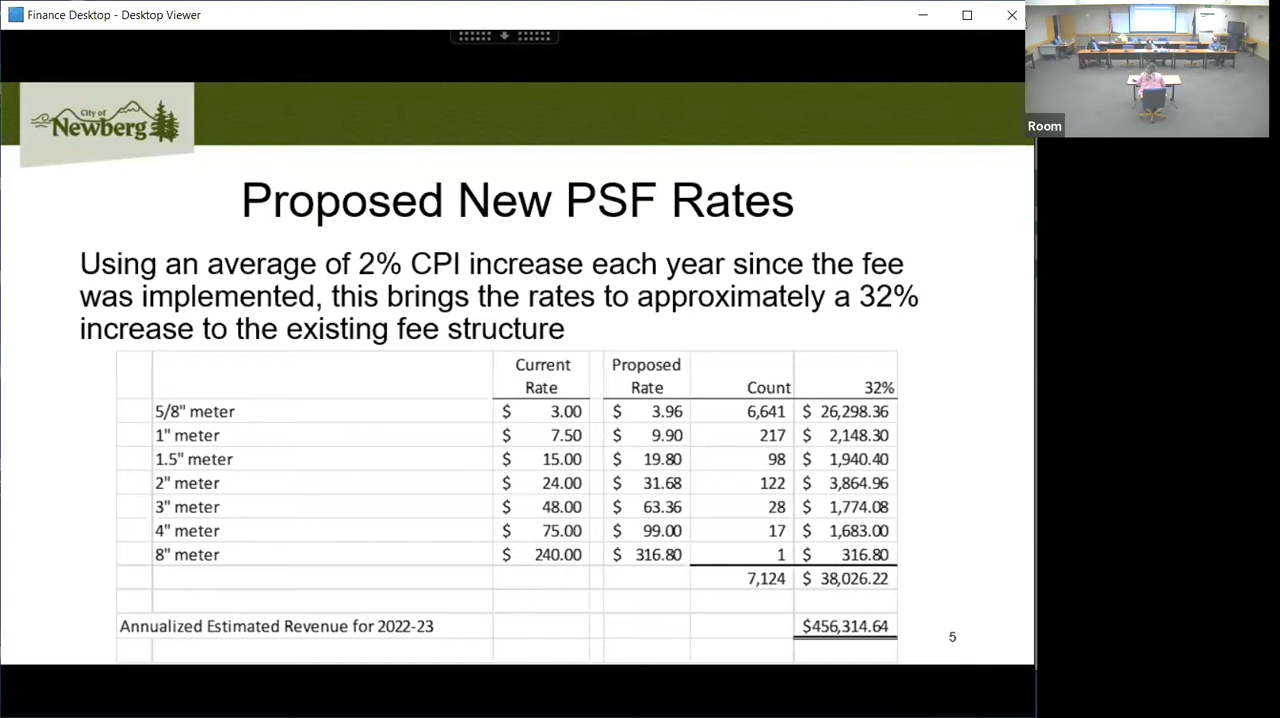 Finance Desktop - Desktop Viewer
Room
City of
Newberg
Proposed New PSF Rates
Using an average of 2% CPI increase each year since the fee
was implemented, this brings the rates to approximately a 32%
increase to the existing fee structure
Current Proposed
Rate Rate Count 32%
5/8" meter $ 3.00 $ 3.96 6,641 $ 26,298.36
1" meter $ 7.50 $ 9.90 217 $ 2,148.30
1.5" meter $ 15.00 $ 19.80 98 $ 1,940.40
2" meter $ 24.00 $ 31.68 122 $ 3,864.96
3" meter $ 48.00 $ 63.36 28 $ 1,774.08
4" meter $ 75.00 $ 99.00 17 $ 1,683.00
8" meter $ 240.00 $ 316.80 1 $ 316.80
7,124 $ 38,026.22
Annualized Estimated Revenue for 2022-23 $456,314.64
5